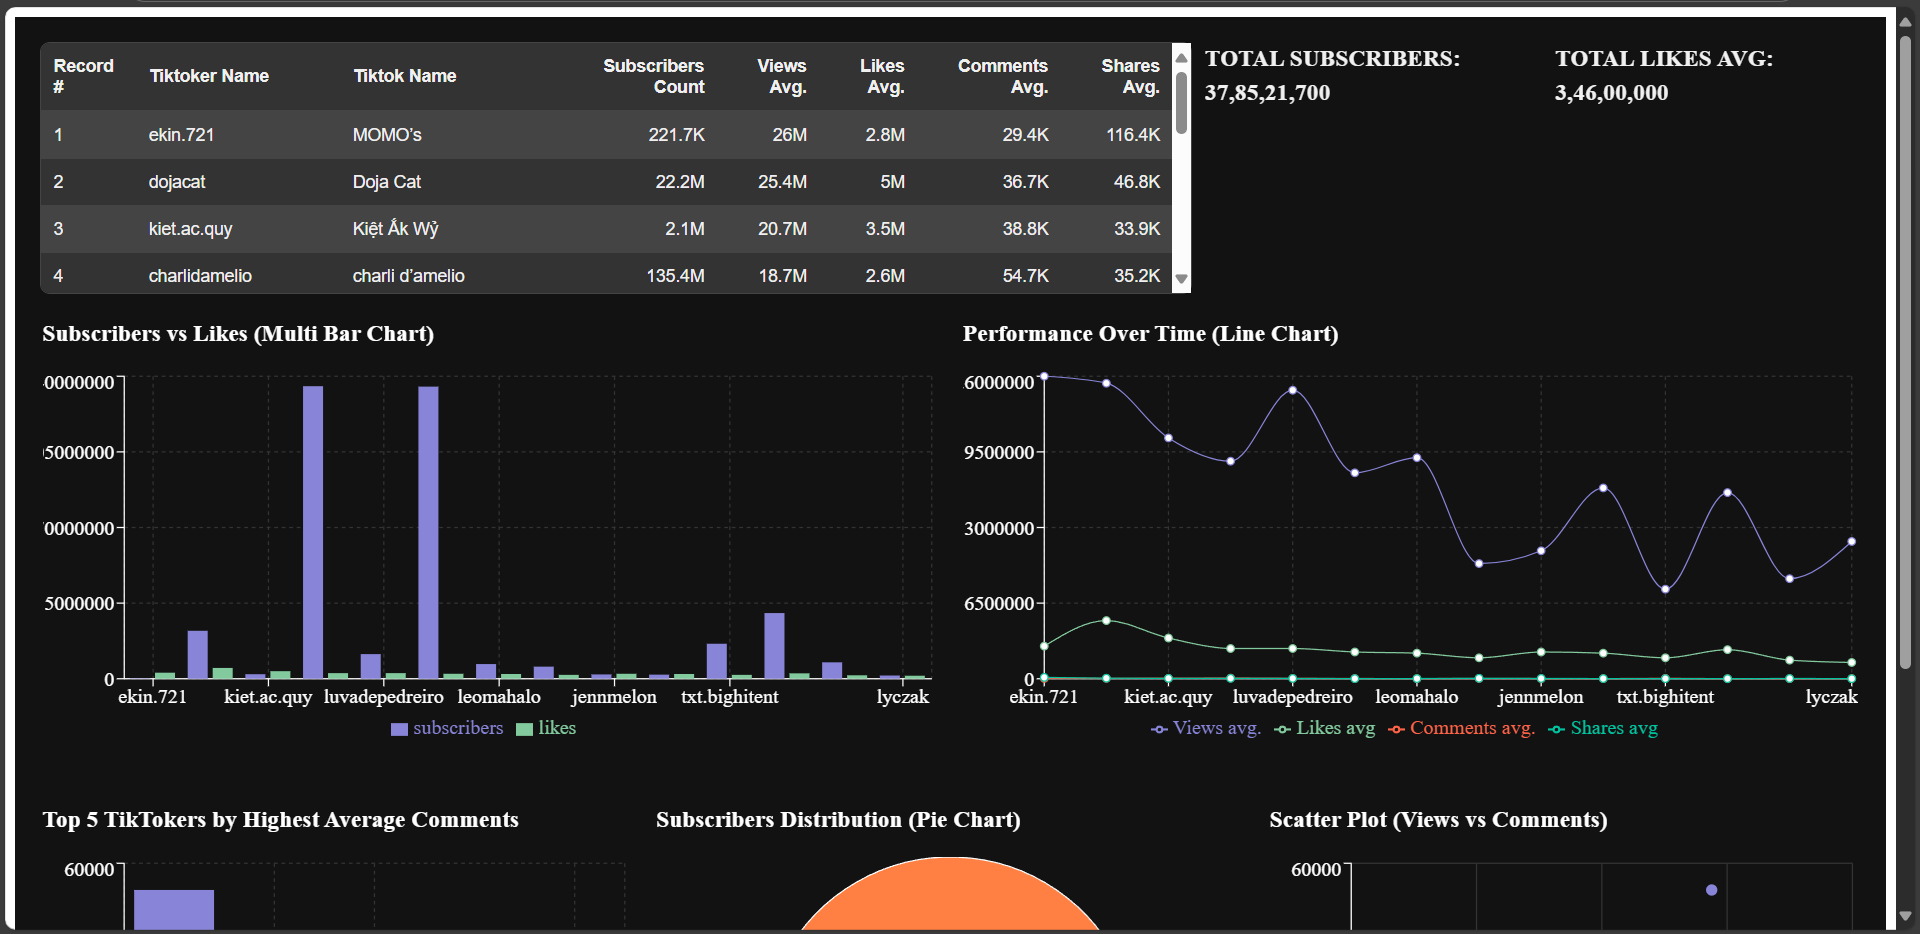 Record # Tiktoker Name Tiktok Name Subscribers Count Views Avg. Likes Avg. Comments Avg. Shares Avg.
1 ekin.721 MOMO’s 221.7K 26M 2.8M 29.4K 116.4K
2 dojacat Doja Cat 22.2M 25.4M 5M 36.7K 46.8K
3 kiet.ac.quy Kiệt Ắk Wỷ 2.1M 20.7M 3.5M 38.8K 33.9K
4 charlidamelio charli d’amelio 135.4M 18.7M 2.6M 54.7K 35.2K
TOTAL SUBSCRIBERS:
37,85,21,700
TOTAL LIKES AVG:
3,46,00,000
Subscribers vs Likes (Multi Bar Chart)
0000000
5000000
0000000
5000000
0
ekin.721 kiet.ac.quy luvadepedreiro leomahalo jennmelon txt.bighitent lyczak
subscribers likes
Performance Over Time (Line Chart)
6000000
9500000
3000000
6500000
0
ekin.721 kiet.ac.quy luvadepedreiro leomahalo jennmelon txt.bighitent lyczak
Views avg. Likes avg Comments avg. Shares avg
Top 5 TikTokers by Highest Average Comments
60000
Subscribers Distribution (Pie Chart)
Scatter Plot (Views vs Comments)
60000